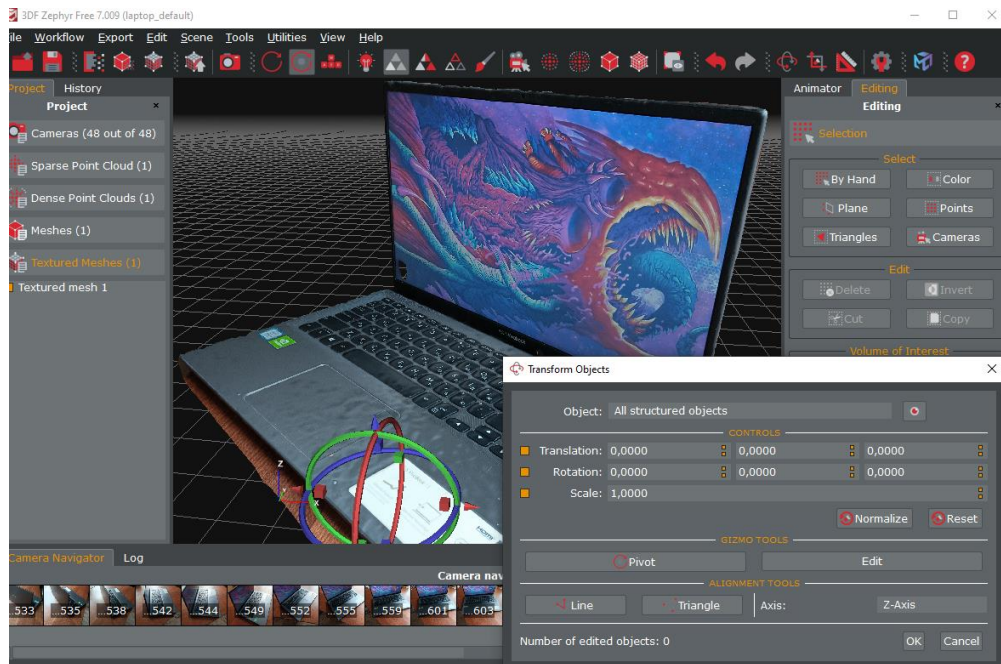 3DF Zephyr Free 7.009 (laptop_default)
ile Workflow Export Edit Scene Tools Utilities View Help
Project History
Project ×
Cameras (48 out of 48)
Sparse Point Cloud (1)
Dense Point Clouds (1)
Meshes (1)
Textured Meshes (1)
Textured mesh 1
Animator Editing
Editing ×
Selection
Select
By Hand Color
Plane Points
Triangles Cameras
Edit
Delete Invert
Cut Copy
Volume of Interest
Z
X
HDMI
Transform Objects
Object: All structured objects
CONTROLS
Translation: 0,0000 0,0000 0,0000
Rotation: 0,0000 0,0000 0,0000
Scale: 1,0000
Normalize Reset
GIZMO TOOLS
Pivot Edit
ALIGNMENT TOOLS
Line Triangle Axis: Z-Axis
Number of edited objects: 0 OK Cancel
Camera Navigator Log
Camera nav
...533 ...535 ...538 ...542 ...544 ...549 ...552 ...555 ...559 ...601 ...603